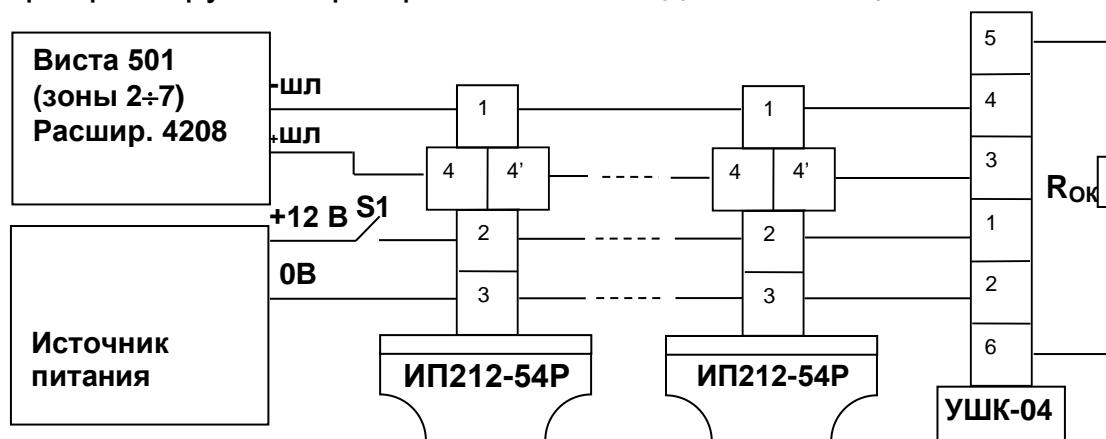 Виста 501
(зоны 2÷7)
Расшир. 4208
-шл
+шл
+12 В S1
0В
Источник
питания
1
4 4’
2
3
ИП212-54Р
1
4 4’
2
3
ИП212-54Р
5
4
3
1
2
6
УШК-04
RОК